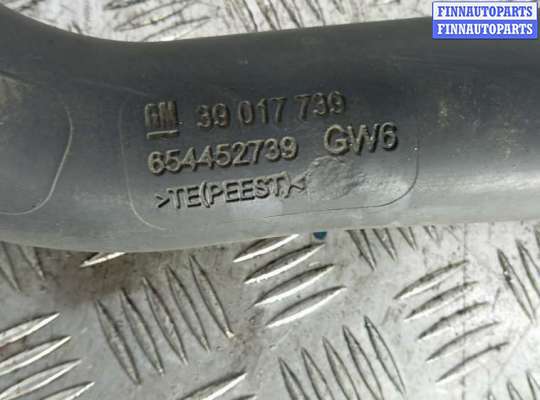 FINNAUTOPARTS
FINNAUTOPARTS
GM 39 017 739
654452739 GW6
>TE(PEEST)<